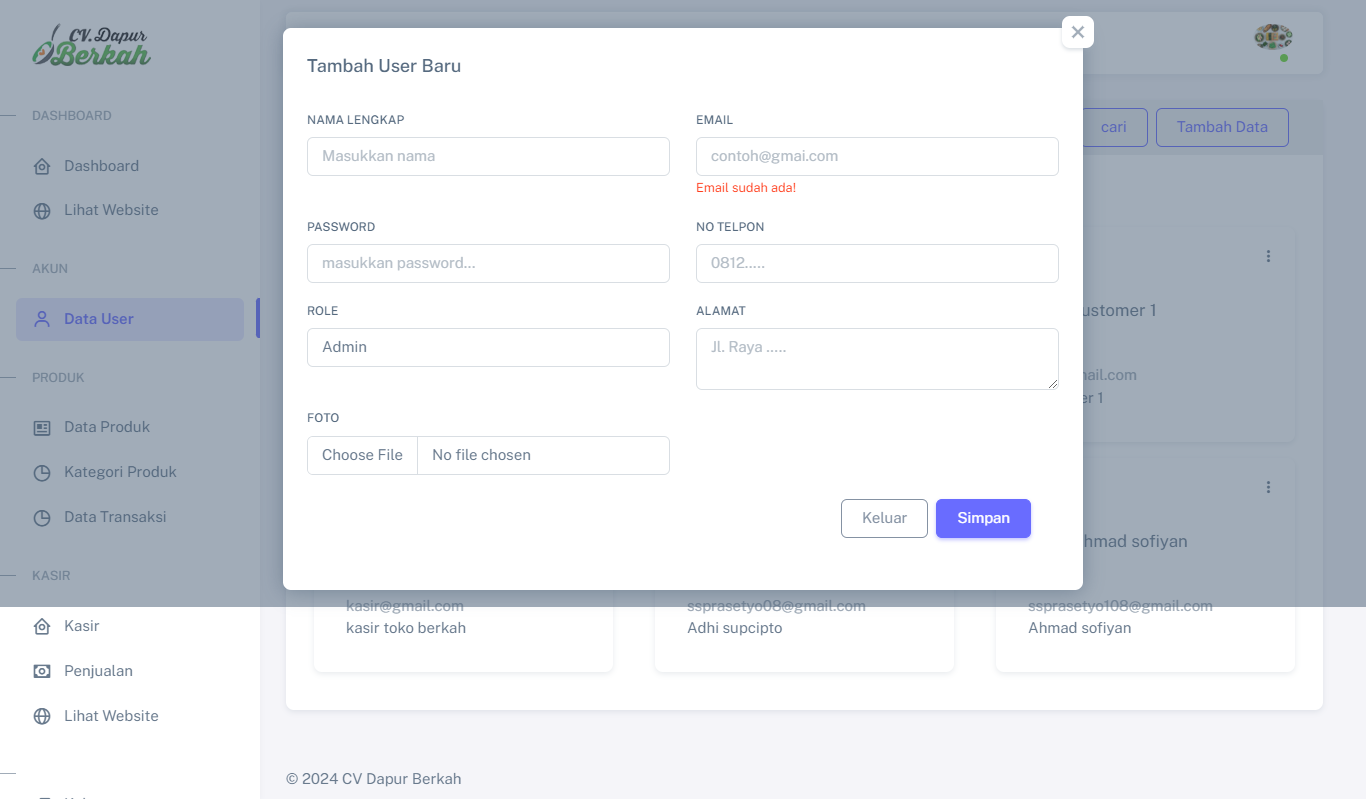 CV. Dapur
Berkah
DASHBOARD
Dashboard
Lihat Website
AKUN
Data User
PRODUK
Data Produk
Kategori Produk
Data Transaksi
KASIR
Kasir
Penjualan
Lihat Website
Tambah User Baru
NAMA LENGKAP
Masukkan nama
EMAIL
contoh@gmai.com
Email sudah ada!
PASSWORD
masukkan password...
NO TELPON
0812.....
ROLE
Admin
ALAMAT
Jl. Raya .....
FOTO
Choose File No file chosen
Keluar Simpan
cari Tambah Data
ustomer 1
ail.com
er 1
hmad sofiyan
kasir@gmail.com
kasir toko berkah
ssprasetyo08@gmail.com
Adhi supcipto
ssprasetyo108@gmail.com
Ahmad sofiyan
© 2024 CV Dapur Berkah